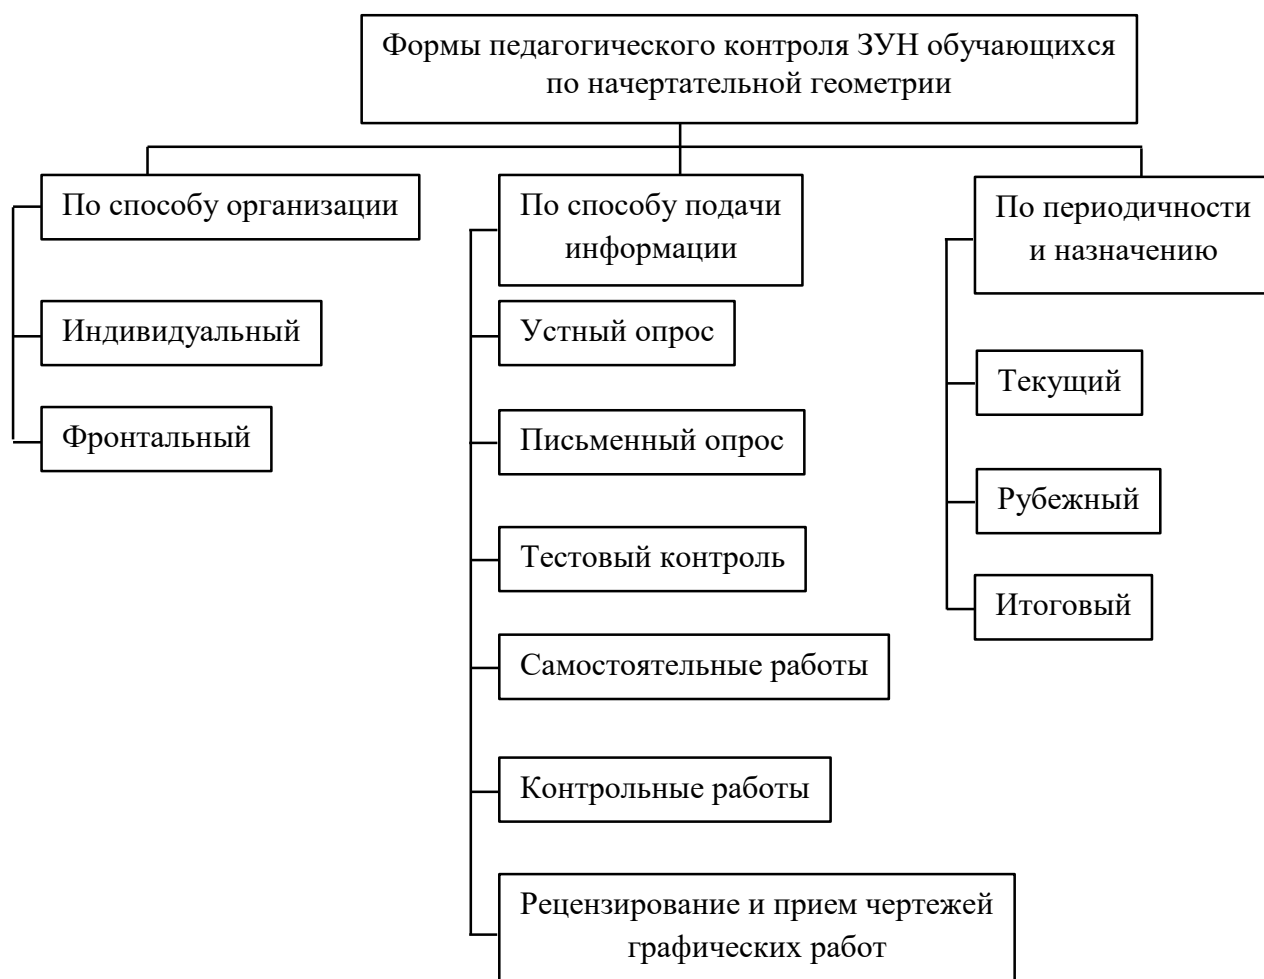 Формы педагогического контроля ЗУН обучающихся
по начертательной геометрии
По способу организации
Индивидуальный
Фронтальный
По способу подачи
информации
Устный опрос
Письменный опрос
Тестовый контроль
Самостоятельные работы
Контрольные работы
Рецензирование и прием чертежей
графических работ
По периодичности
и назначению
Текущий
Рубежный
Итоговый